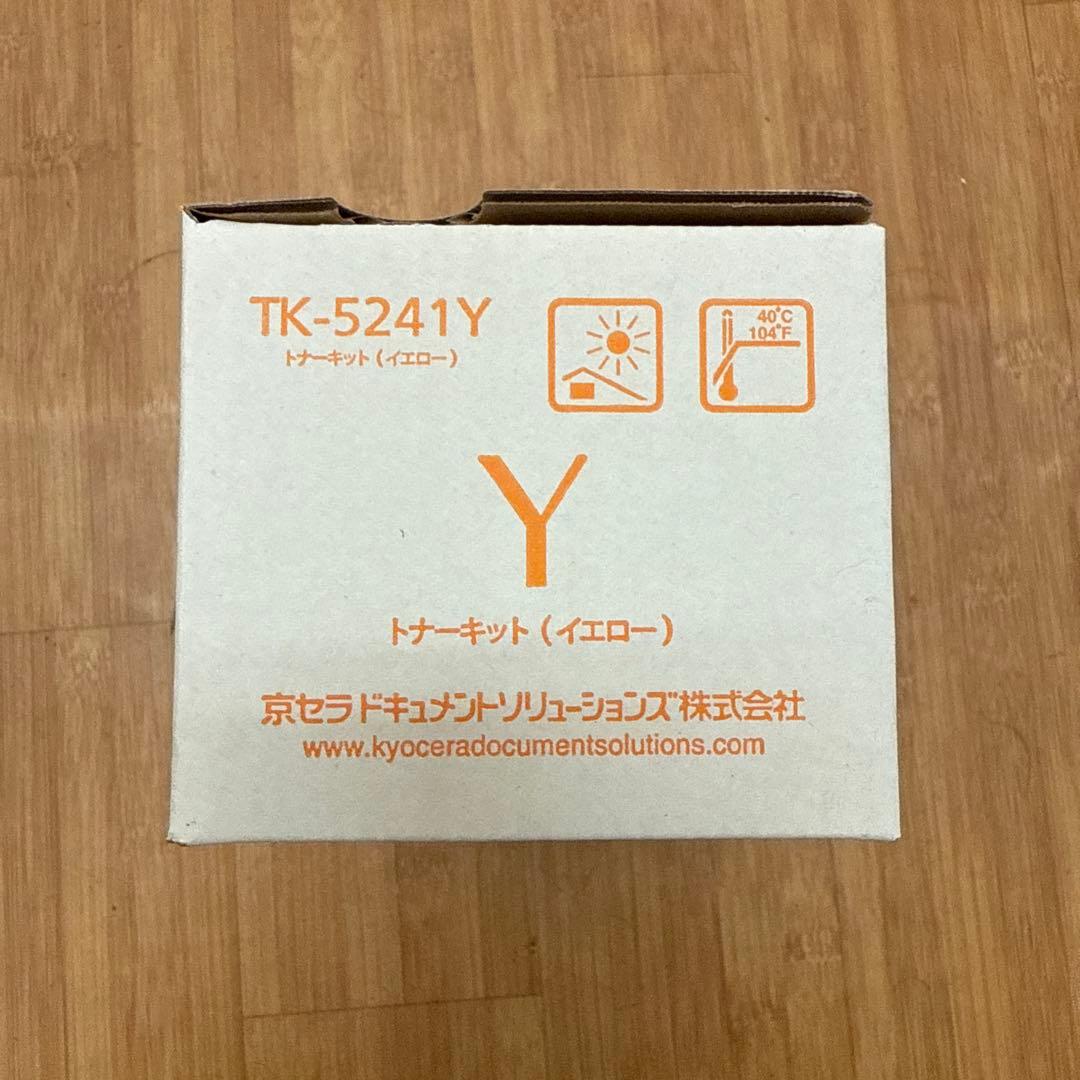 TK-5241Y
トナーキット(イエロー)
40°C
104°F
Y
トナーキット(イエロー)
京セラドキュメントソリューションズ株式会社
www.kyoceradocumentsolutions.com